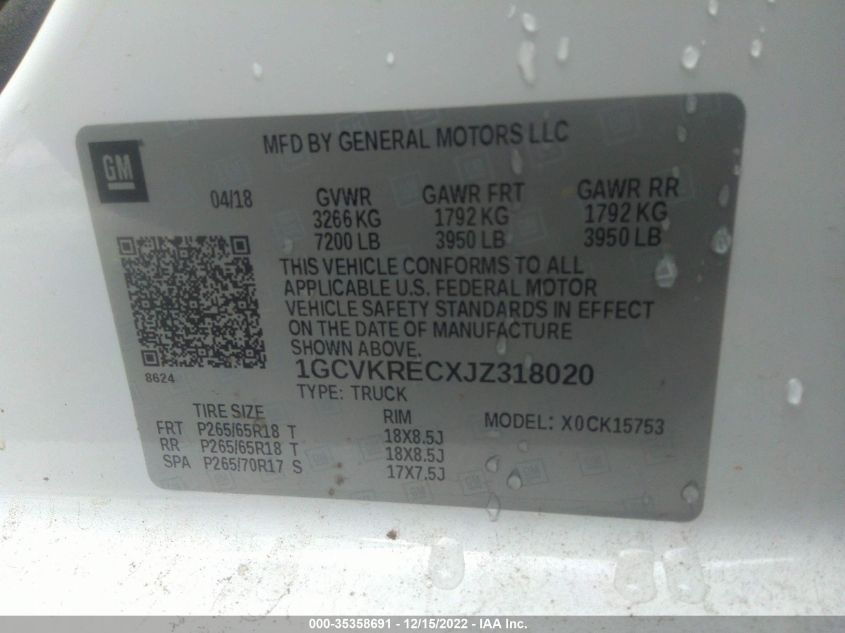 GM
MFD BY GENERAL MOTORS LLC
04/18 GVWR GAWR FRT GAWR RR
3266 KG 1792 KG 1792 KG
7200 LB 3950 LB 3950 LB
THIS VEHICLE CONFORMS TO ALL
APPLICABLE U.S. FEDERAL MOTOR
VEHICLE SAFETY STANDARDS IN EFFECT
ON THE DATE OF MANUFACTURE
SHOWN ABOVE.
8624
1GCVKRECXJZ318020
TYPE: TRUCK
TIRE SIZE RIM MODEL: X0CK15753
FRT P265/65R18 T 18X8.5J
RR P265/65R18 T 18X8.5J
SPA P265/70R17 S 17X7.5J
000-35358691 - 12/15/2022 - IAA Inc.